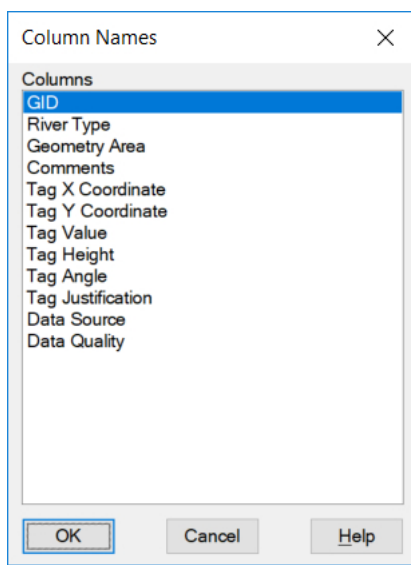 Column Names
Columns
GID
River Type
Geometry Area
Comments
Tag X Coordinate
Tag Y Coordinate
Tag Value
Tag Height
Tag Angle
Tag Justification
Data Source
Data Quality
OK Cancel Help